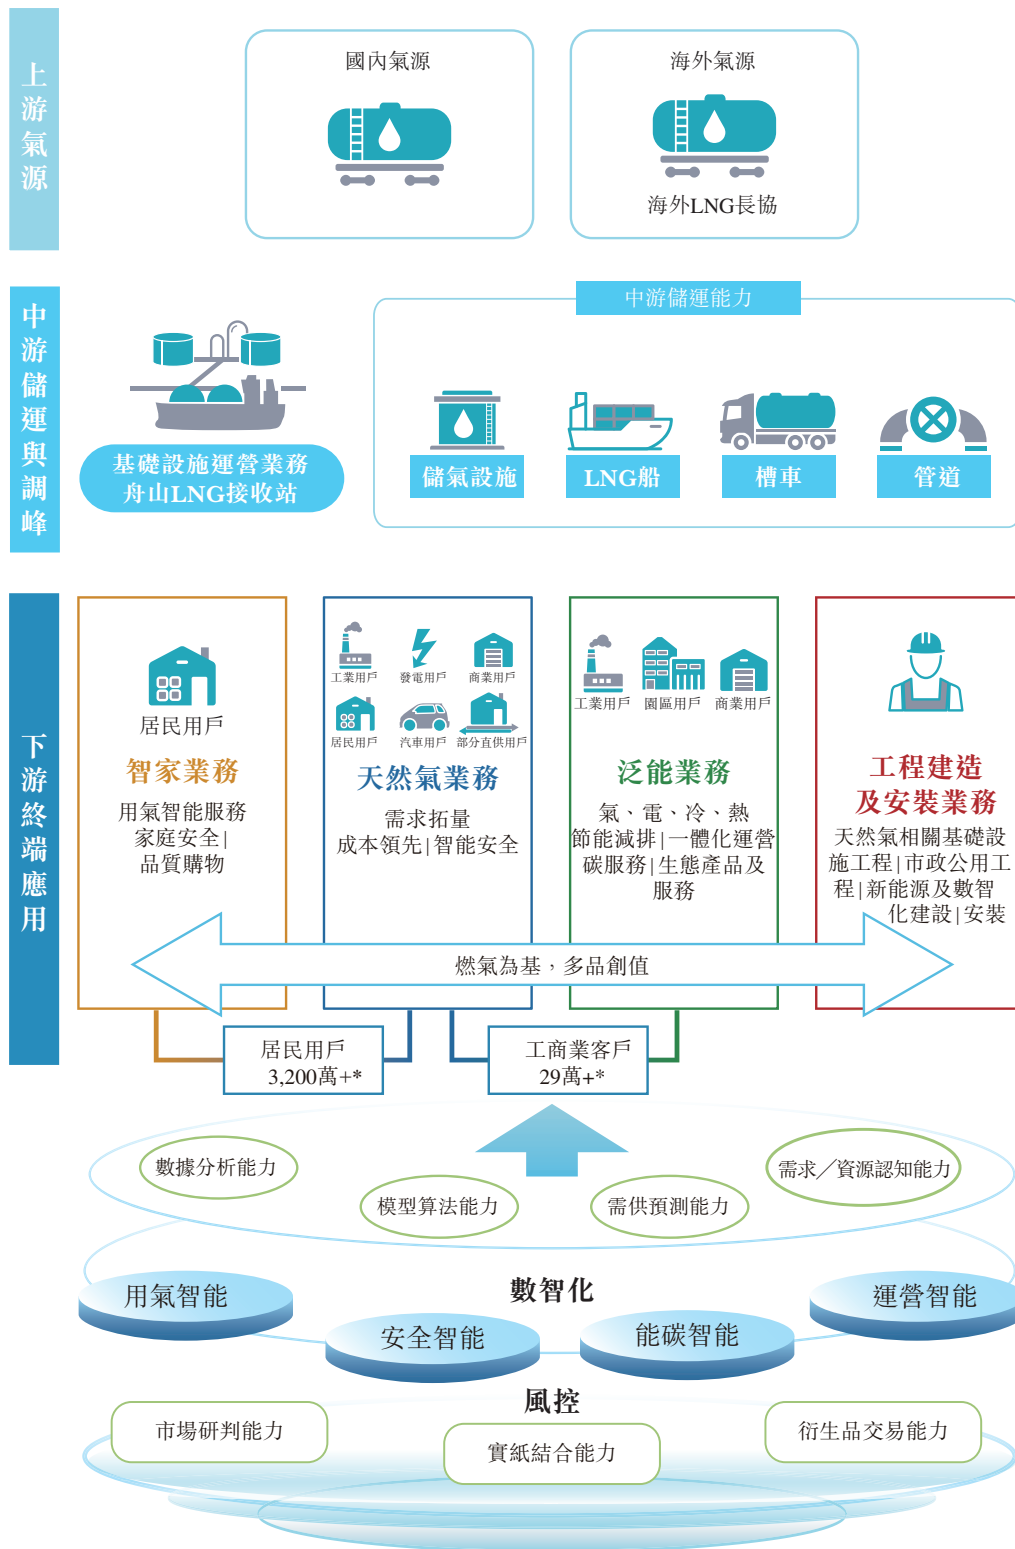 上游氣源
國內氣源
海外氣源
海外LNG長協
中游儲運與調峰
中游儲運能力
基礎設施運營業務
舟山LNG接收站
儲氣設施
LNG船
槽車
管道
下游終端應用
居民用戶
智家業務
用氣智能服務
家庭安全|
品質購物
工業用戶
發電用戶
商業用戶
居民用戶
汽車用戶
部分直供用戶
天然氣業務
需求拓量
成本領先|智能安全
工業用戶
園區用戶
商業用戶
泛能業務
氣、電、冷、熱
節能減排|一體化運營
碳服務|生態產品及
服務
工程建造
及安裝業務
天然氣相關基礎設
施工程|市政公用工
程|新能源及數智
化建設|安裝
燃氣為基，多品創值
居民用戶
3,200萬+*
工商業客戶
29萬+*
數據分析能力
模型算法能力
需供預測能力
需求／資源認知能力
數智化
用氣智能
安全智能
能碳智能
運營智能
風控
市場研判能力
實紙結合能力
衍生品交易能力